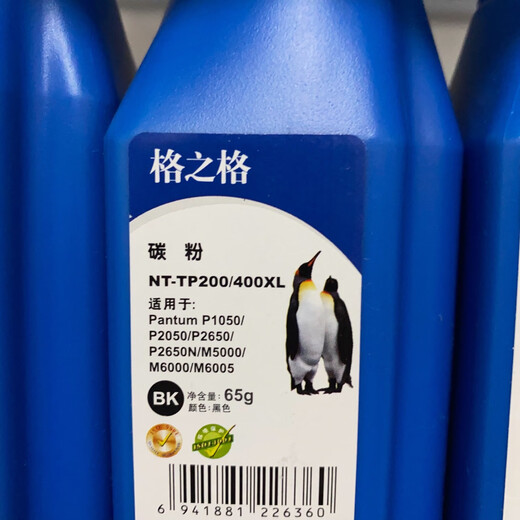 格之格
碳粉
NT-TP200/400XL
适用于:
Pantum P1050/
P2050/P2650/
P2650N/M5000/
M6000/M6005
BK 净含量: 65g
颜色:黑色
6 941881 226360